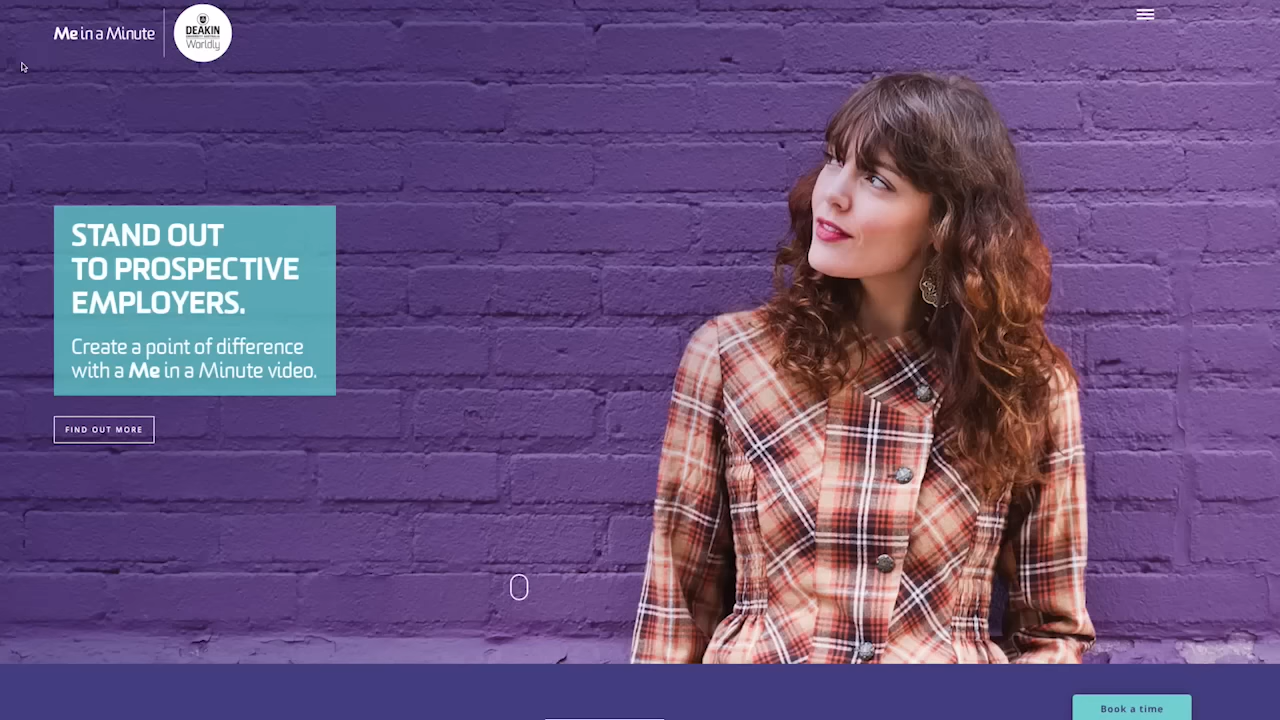 Me in a Minute
DEAKIN
Worldly
STAND OUT
TO PROSPECTIVE
EMPLOYERS.
Create a point of difference
with a Me in a Minute video.
FIND OUT MORE
Book a time